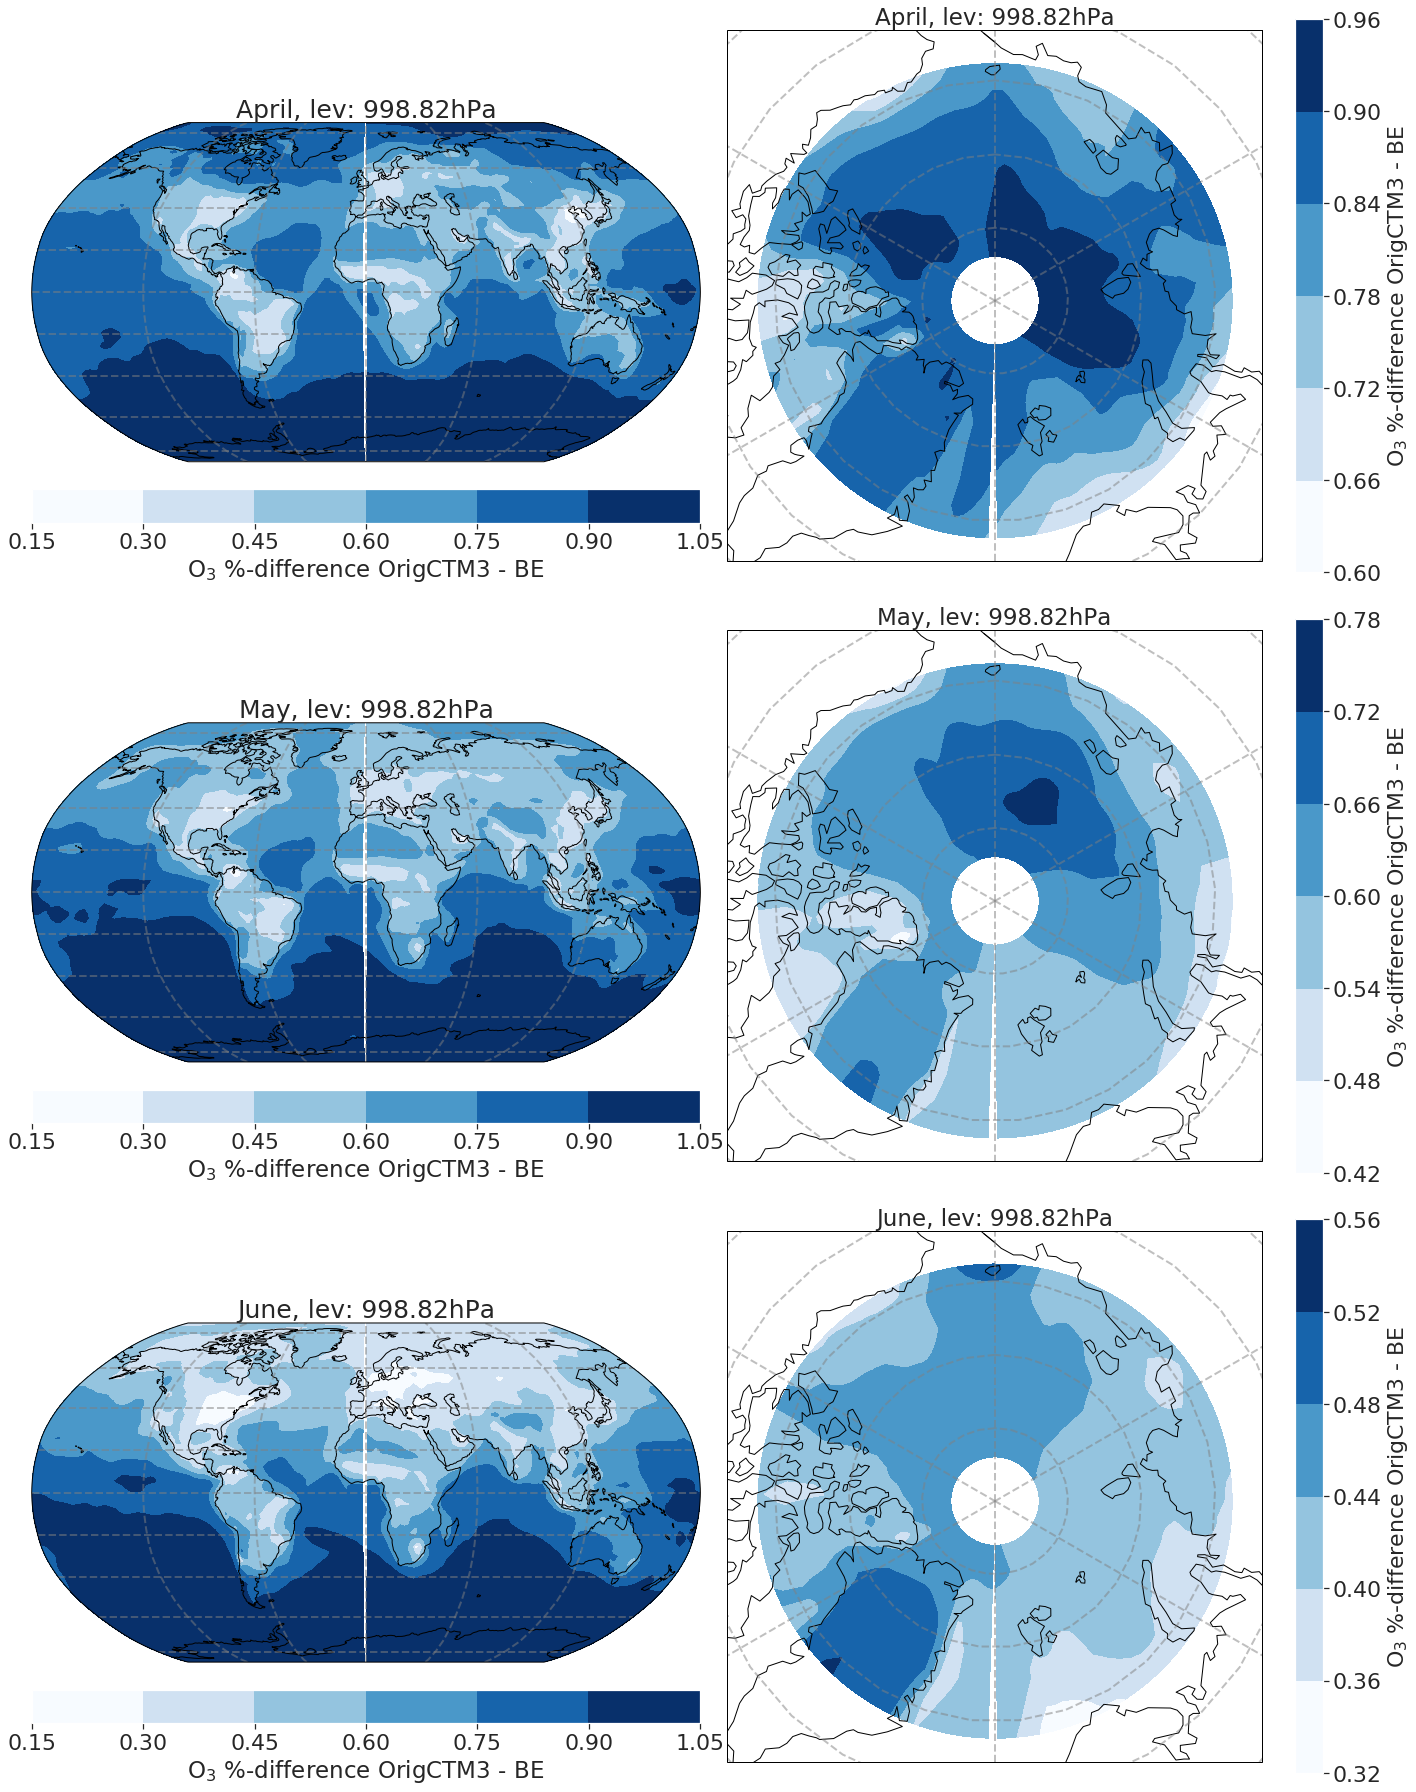 April, lev: 998.82hPa
0.15 0.30 0.45 0.60 0.75 0.90 1.05
O₃ %-difference OrigCTM3 - BE
April, lev: 998.82hPa
0.96
0.90
0.84
0.78
0.72
0.66
0.60
O₃ %-difference OrigCTM3 - BE
May, lev: 998.82hPa
0.15 0.30 0.45 0.60 0.75 0.90 1.05
O₃ %-difference OrigCTM3 - BE
May, lev: 998.82hPa
0.78
0.72
0.66
0.60
0.54
0.48
0.42
O₃ %-difference OrigCTM3 - BE
June, lev: 998.82hPa
0.15 0.30 0.45 0.60 0.75 0.90 1.05
O₃ %-difference OrigCTM3 - BE
June, lev: 998.82hPa
0.56
0.52
0.48
0.44
0.40
0.36
0.32
O₃ %-difference OrigCTM3 - BE